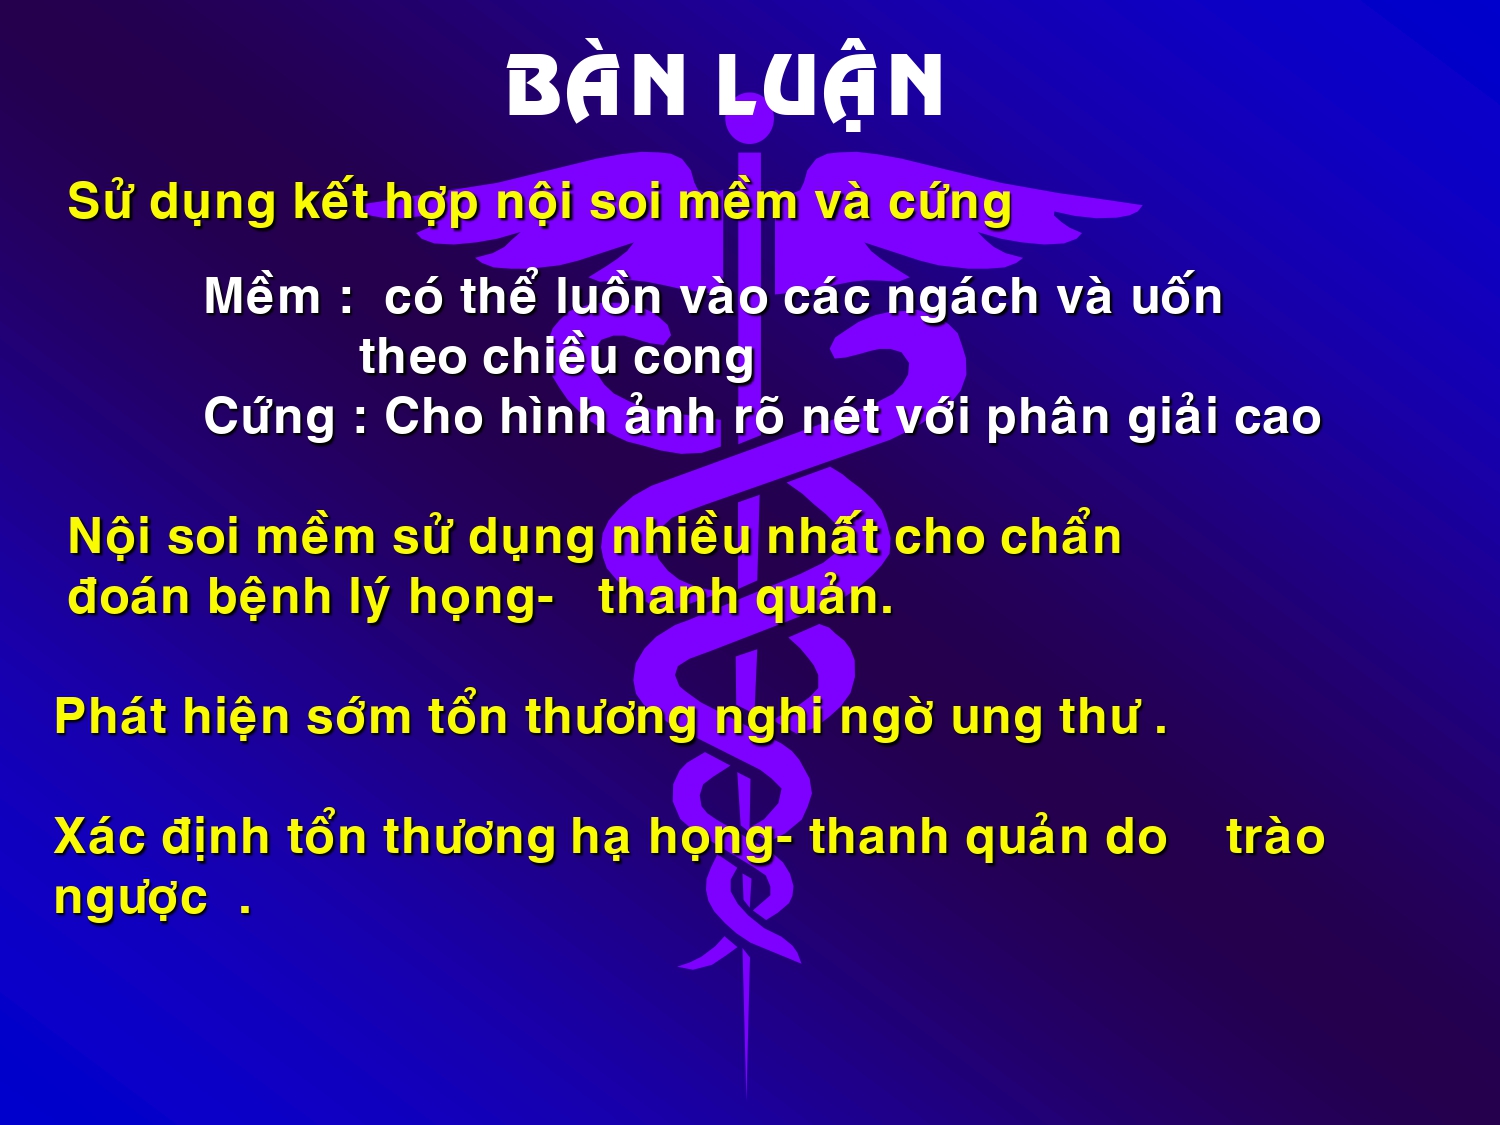 BÀN LUẬN
Sử dụng kết hợp nội soi mềm và cứng
Mềm : có thể luồn vào các ngách và uốn
theo chiều cong
Cứng : Cho hình ảnh rõ nét với phân giải cao
Nội soi mềm sử dụng nhiều nhất cho chẩn
đoán bệnh lý họng- thanh quản.
Phát hiện sớm tổn thương nghi ngờ ung thư .
Xác định tổn thương hạ họng- thanh quản do trào
ngược .